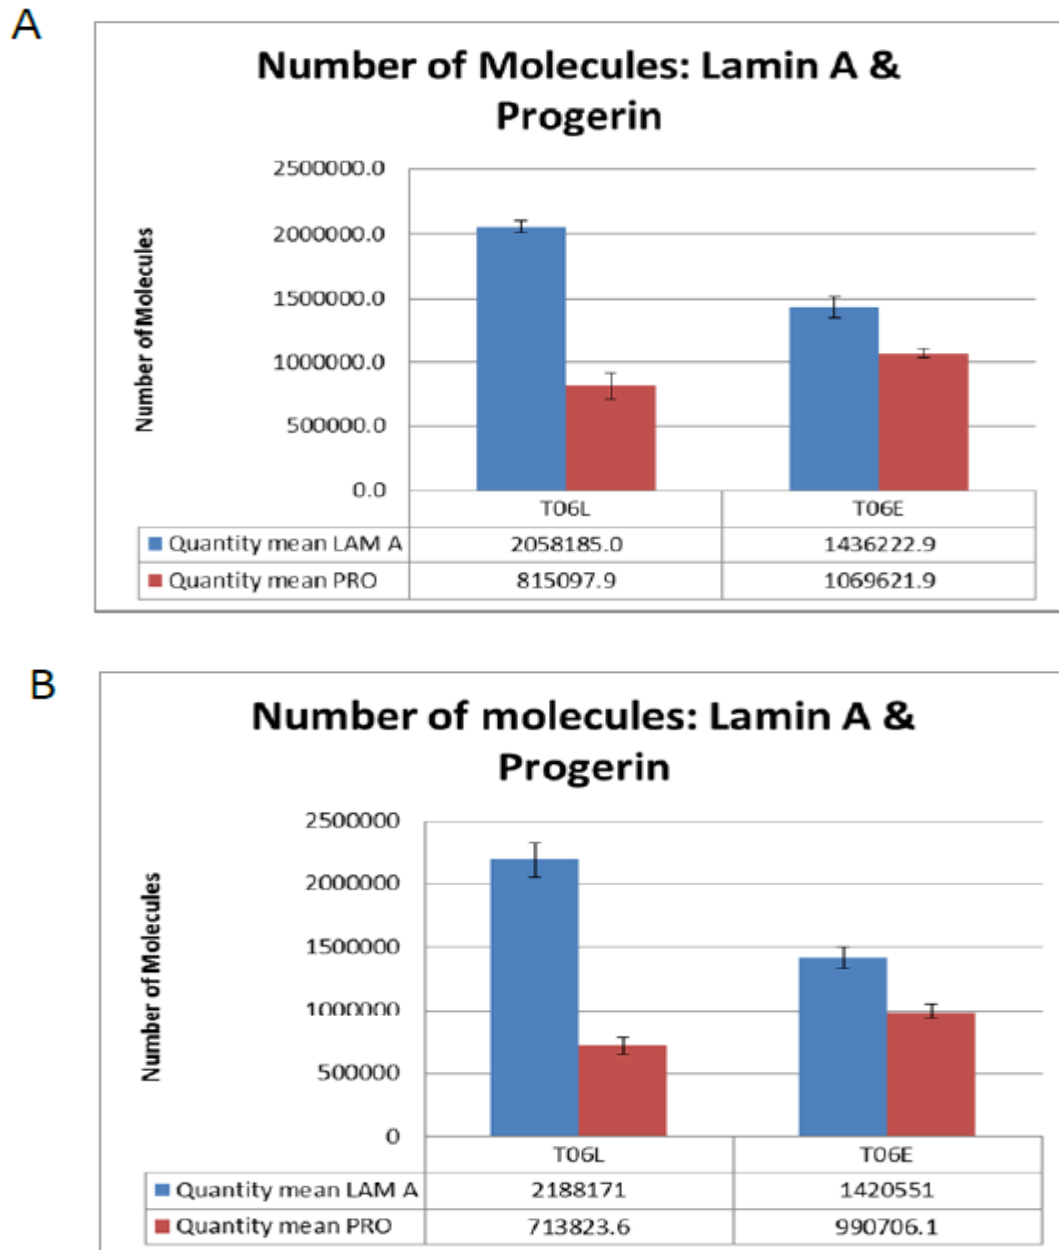 A
Number of Molecules: Lamin A &
Progerin
Number of Molecules
2500000.0
2000000.0
1500000.0
1000000.0
500000.0
0.0
T06L T06E
Quantity mean LAM A 2058185.0 1436222.9
Quantity mean PRO 815097.9 1069621.9
B
Number of molecules: Lamin A &
Progerin
Number of Molecules
2500000
2000000
1500000
1000000
500000
0
T06L T06E
Quantity mean LAM A 2188171 1420551
Quantity mean PRO 713823.6 990706.1